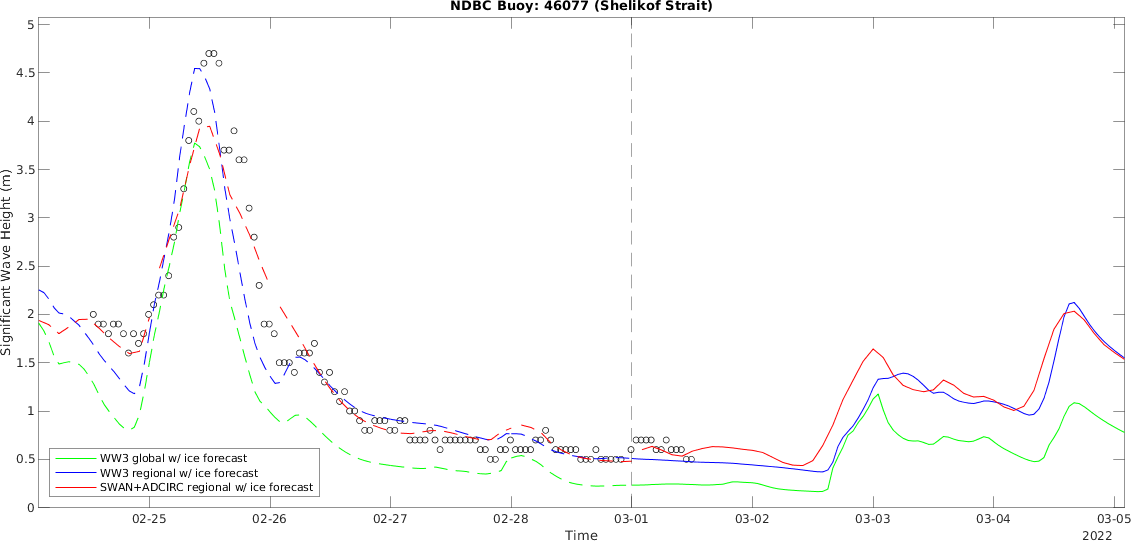 NDBC Buoy: 46077 (Shelikof Strait)
5
4.5
4
3.5
3
2.5
2
1.5
1
0.5
0
Significant Wave Height (m)
WW3 global w/ ice forecast
WW3 regional w/ ice forecast
SWAN+ADCIRC regional w/ ice forecast
02-25 02-26 02-27 02-28 03-01 03-02 03-03 03-04 03-05
Time
2022